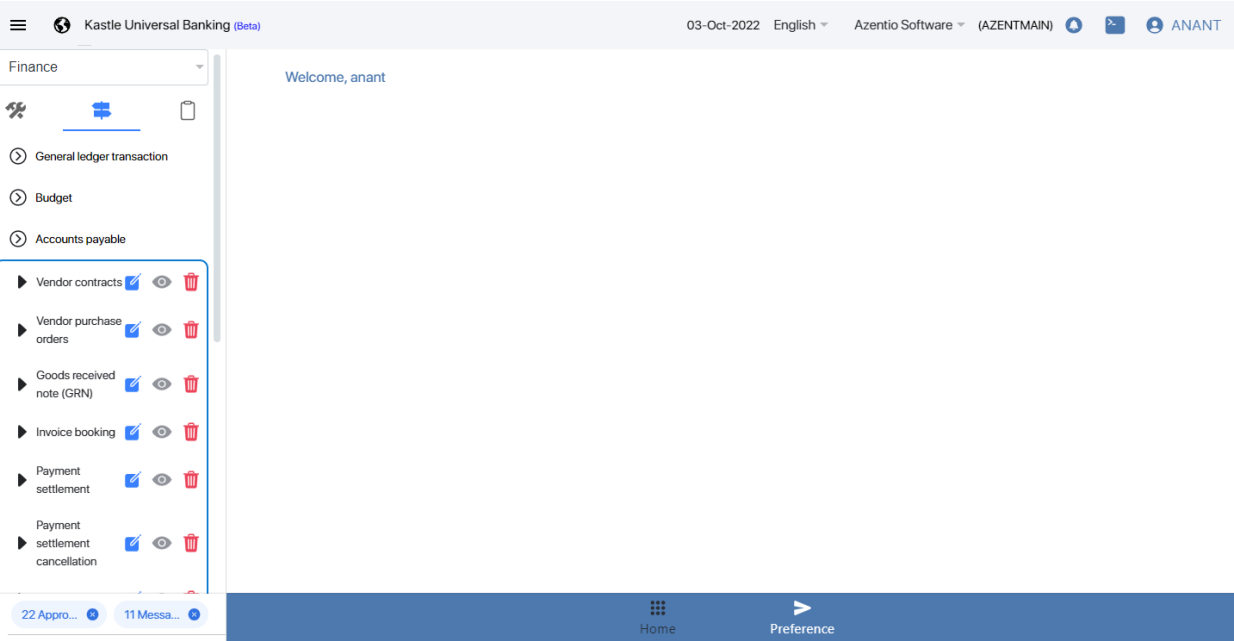 Kastle Universal Banking (Beta)
03-Oct-2022 English Azentio Software (AZENTMAIN) ANANT
Finance
Welcome, anant
General ledger transaction
Budget
Accounts payable
Vendor contracts
Vendor purchase
orders
Goods received
note (GRN)
Invoice booking
Payment
settlement
Payment
settlement
cancellation
22 Appro...
11 Messa...
Home
Preference